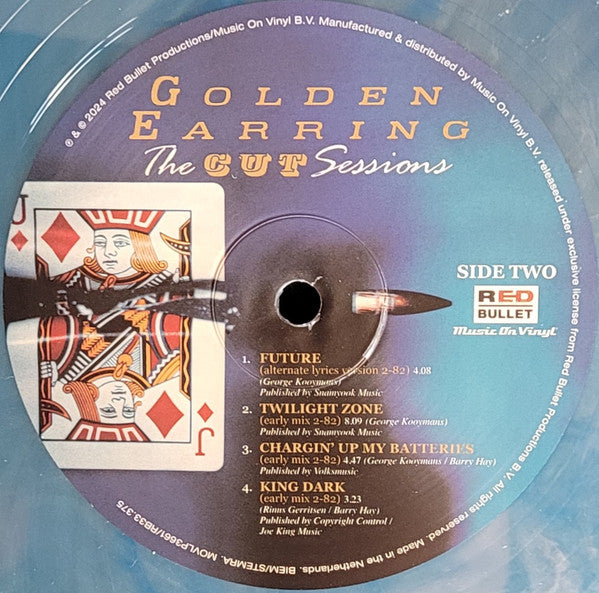 ℗ & © 2024 Red Bullet Productions/Music On Vinyl B.V. Manufactured & distributed by Music On Vinyl B.V. released under exclusive license from Red Bullet Productions B.V. All rights reserved. Made in the Netherlands. BIEM/STEMRA. MOVLP3661/RB33.375
GOLDEN
EARRING
The CUT Sessions
J
SIDE TWO
RED
BULLET
Music On Vinyl
1. FUTURE
(alternate lyrics version 2-82) 4.08
(George Kooymans)
Published by Snamyook Music
2. TWILIGHT ZONE
(early mix 2-82) 8.09 (George Kooymans)
Published by Snamyook Music
3. CHARGIN' UP MY BATTERIES
(early mix 2-82) 4.47 (George Kooymans / Barry Hay)
Published by Volksmusic
4. KING DARK
(early mix 2-82) 3.23
(Rinus Gerritsen / Barry Hay)
Published by Copyright Control /
Joe King Music
J